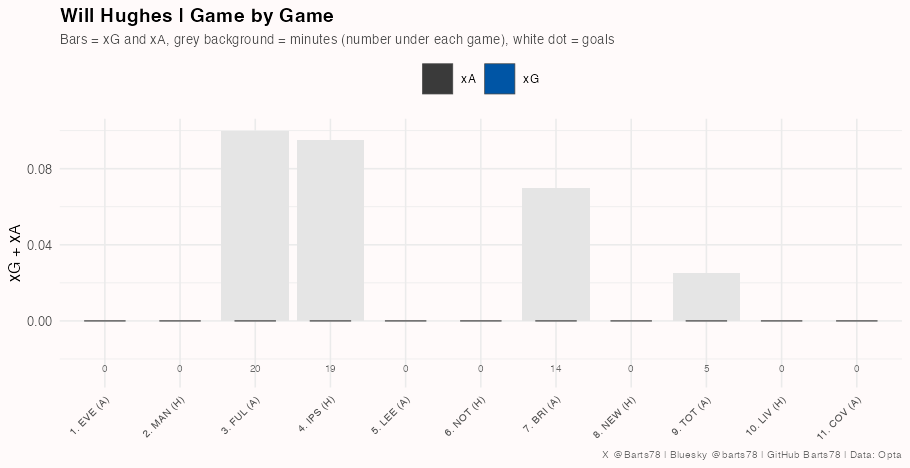 Will Hughes | Game by Game
Bars = xG and xA, grey background = minutes (number under each game), white dot = goals
xA xG
xG + xA
0.08
0.04
0.00
0 0 20 19 0 0 14 0 5 0 0
1. EVE (A) 2. MAN (H) 3. FUL (A) 4. IPS (H) 5. LEE (A) 6. NOT (H) 7. BRI (A) 8. NEW (H) 9. TOT (A) 10. LIV (H) 11. COV (A)
X @Barts78 | Bluesky @barts78 | GitHub Barts78 | Data: Opta